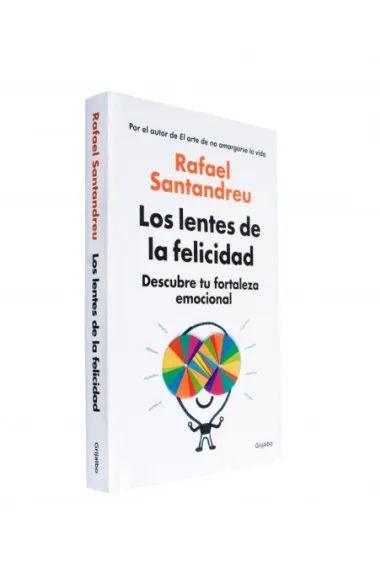 Rafael Santandreu Los lentes de la felicidad
Grijalbo
Por el autor de El arte de no amargarse la vida
Rafael
Santandreu
Los lentes de
la felicidad
Descubre tu fortaleza
emocional
Grijalbo